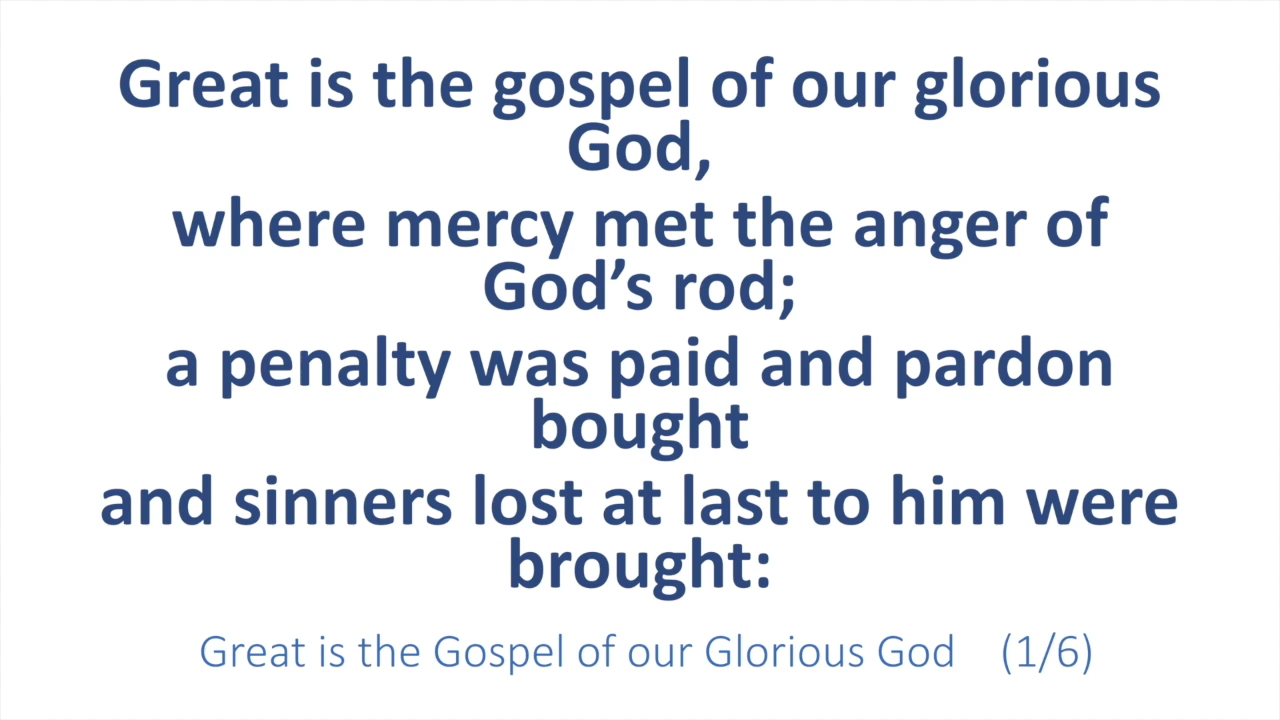 Great is the gospel of our glorious
God,
where mercy met the anger of
God’s rod;
a penalty was paid and pardon
bought
and sinners lost at last to him were
brought:
Great is the Gospel of our Glorious God (1/6)